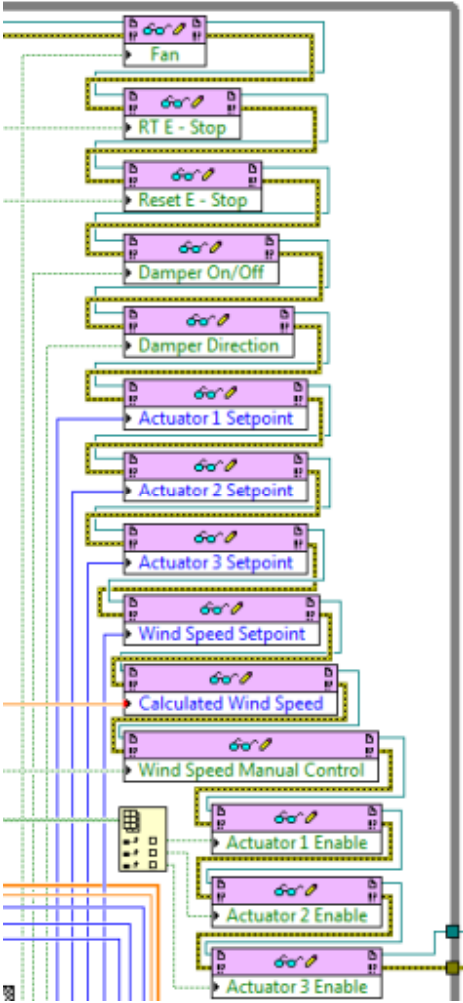 Fan
RT E - Stop
Reset E - Stop
Damper On/Off
Damper Direction
Actuator 1 Setpoint
Actuator 2 Setpoint
Actuator 3 Setpoint
Wind Speed Setpoint
Calculated Wind Speed
Wind Speed Manual Control
Actuator 1 Enable
Actuator 2 Enable
Actuator 3 Enable